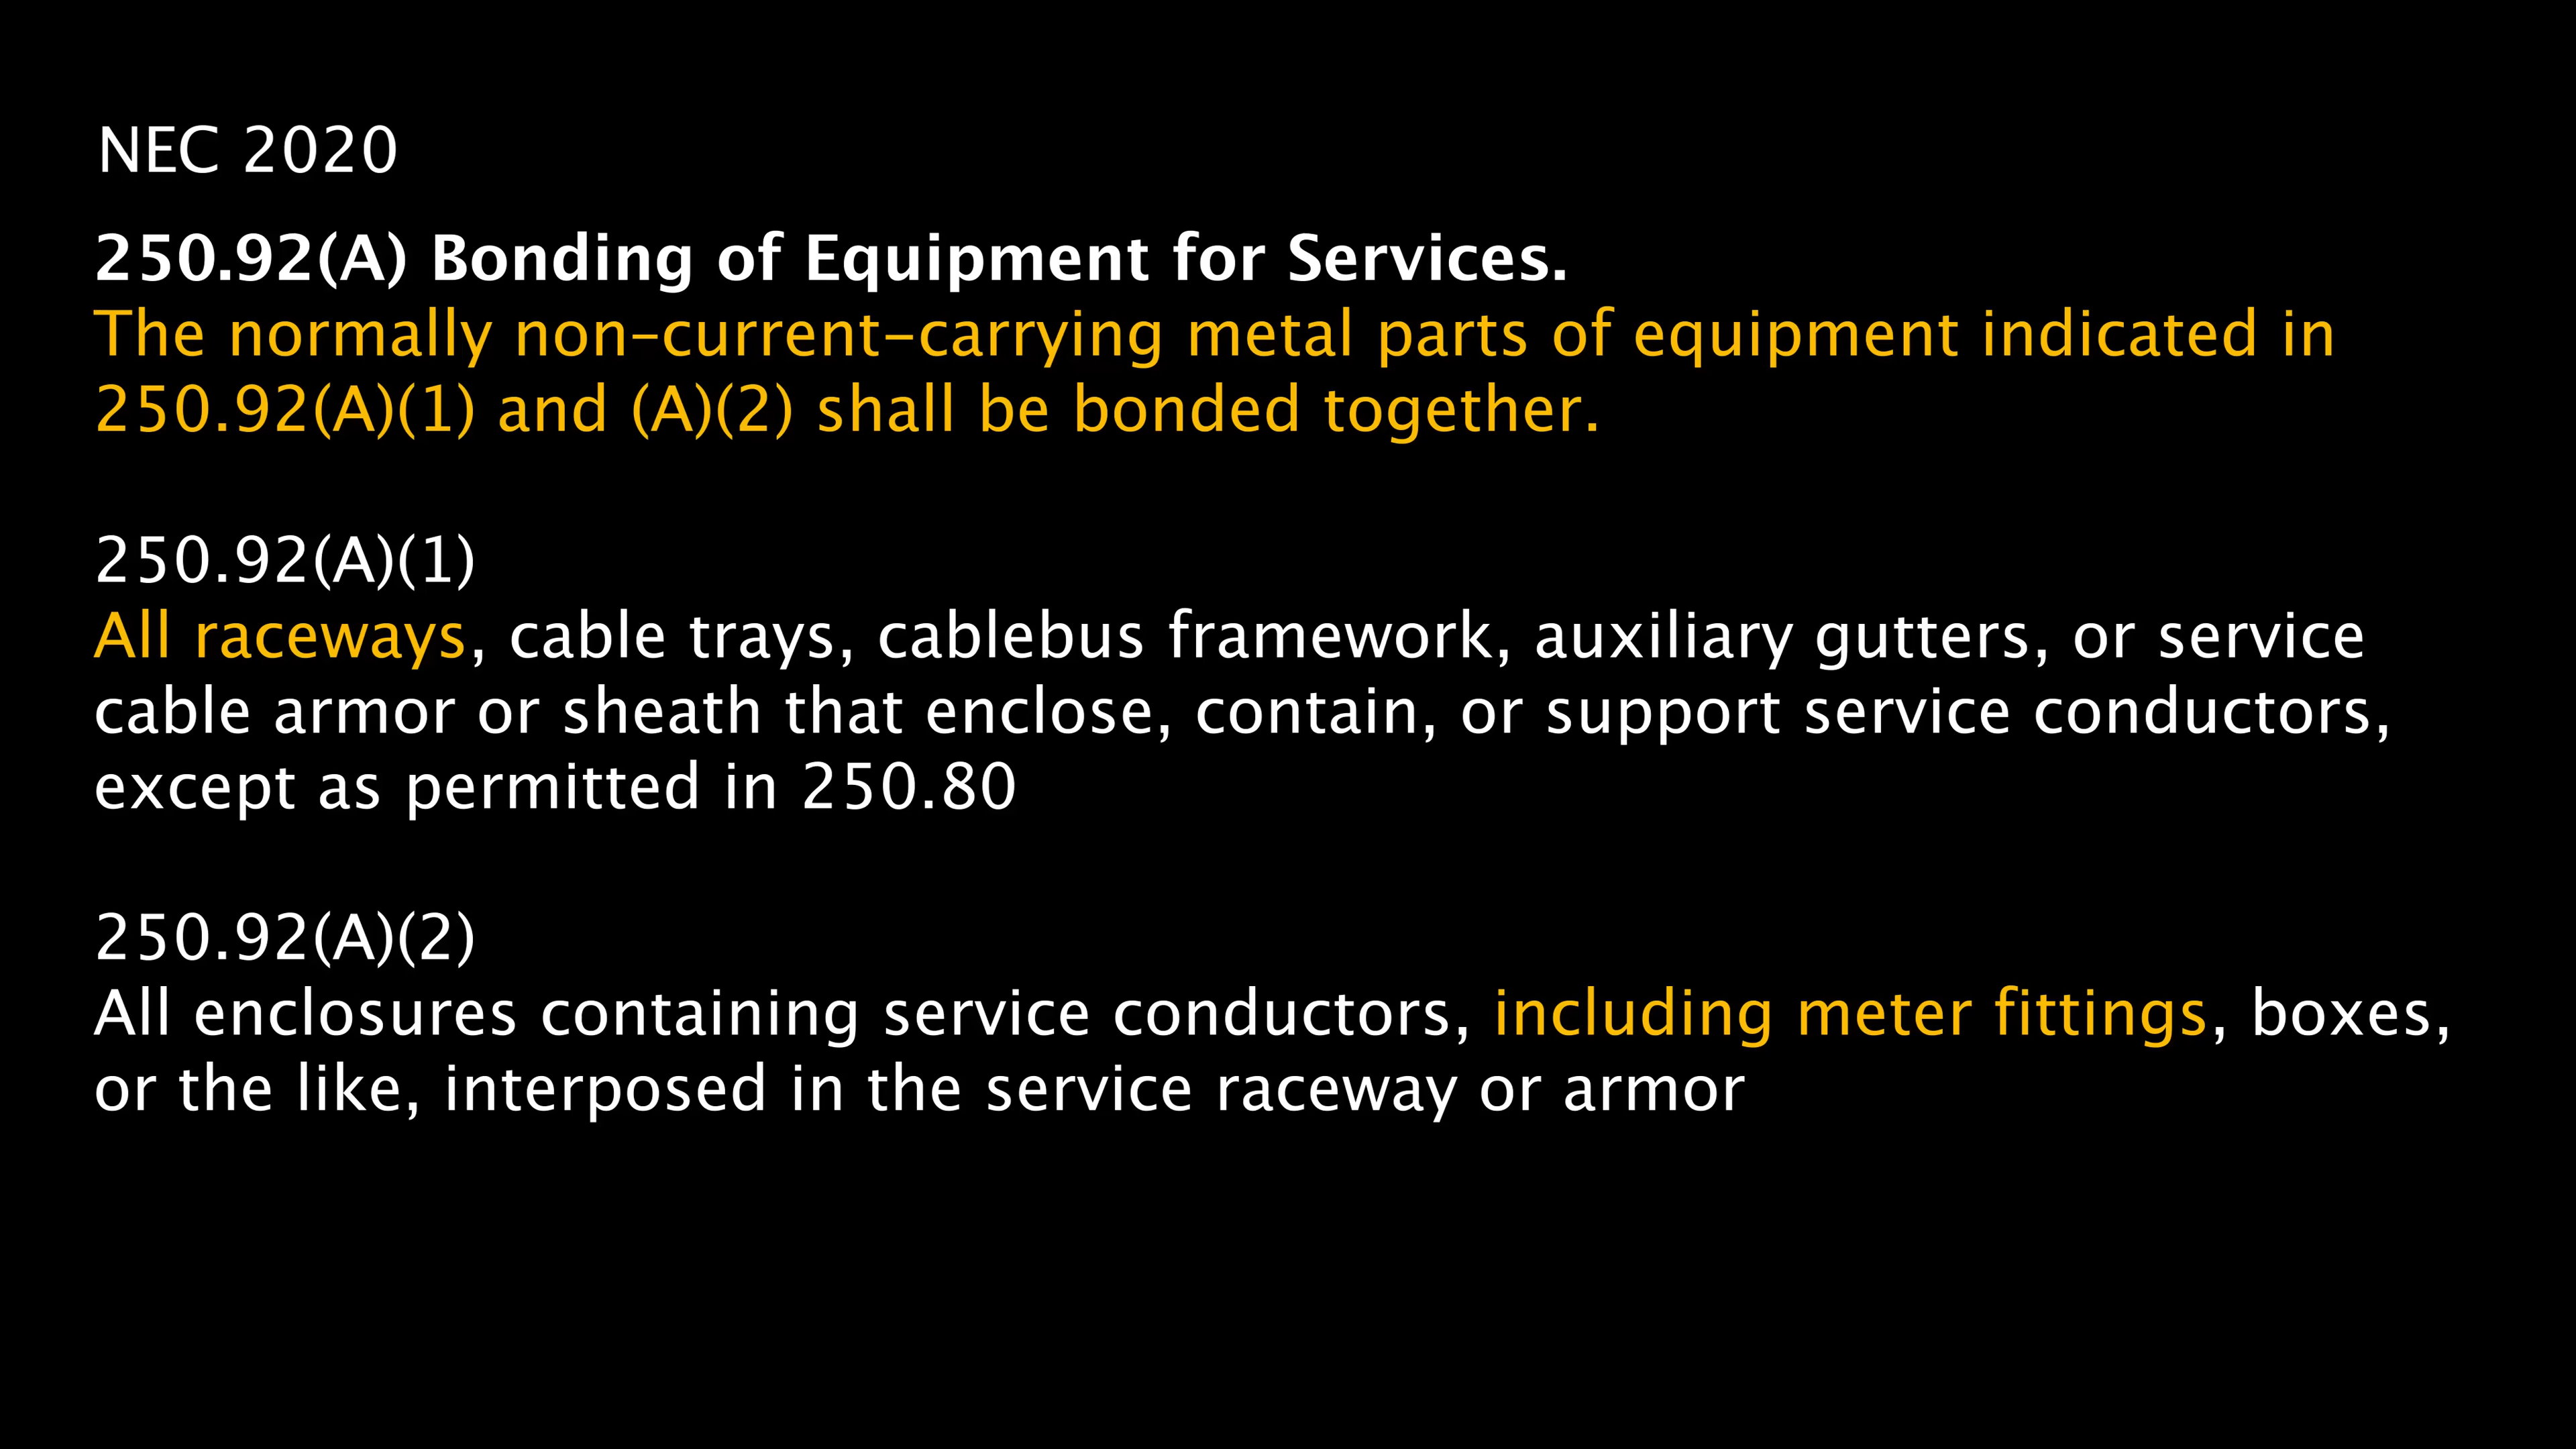 NEC 2020
250.92(A) Bonding of Equipment for Services.
The normally non-current-carrying metal parts of equipment indicated in
250.92(A)(1) and (A)(2) shall be bonded together.
250.92(A)(1)
All raceways, cable trays, cablebus framework, auxiliary gutters, or service
cable armor or sheath that enclose, contain, or support service conductors,
except as permitted in 250.80
250.92(A)(2)
All enclosures containing service conductors, including meter fittings, boxes,
or the like, interposed in the service raceway or armor